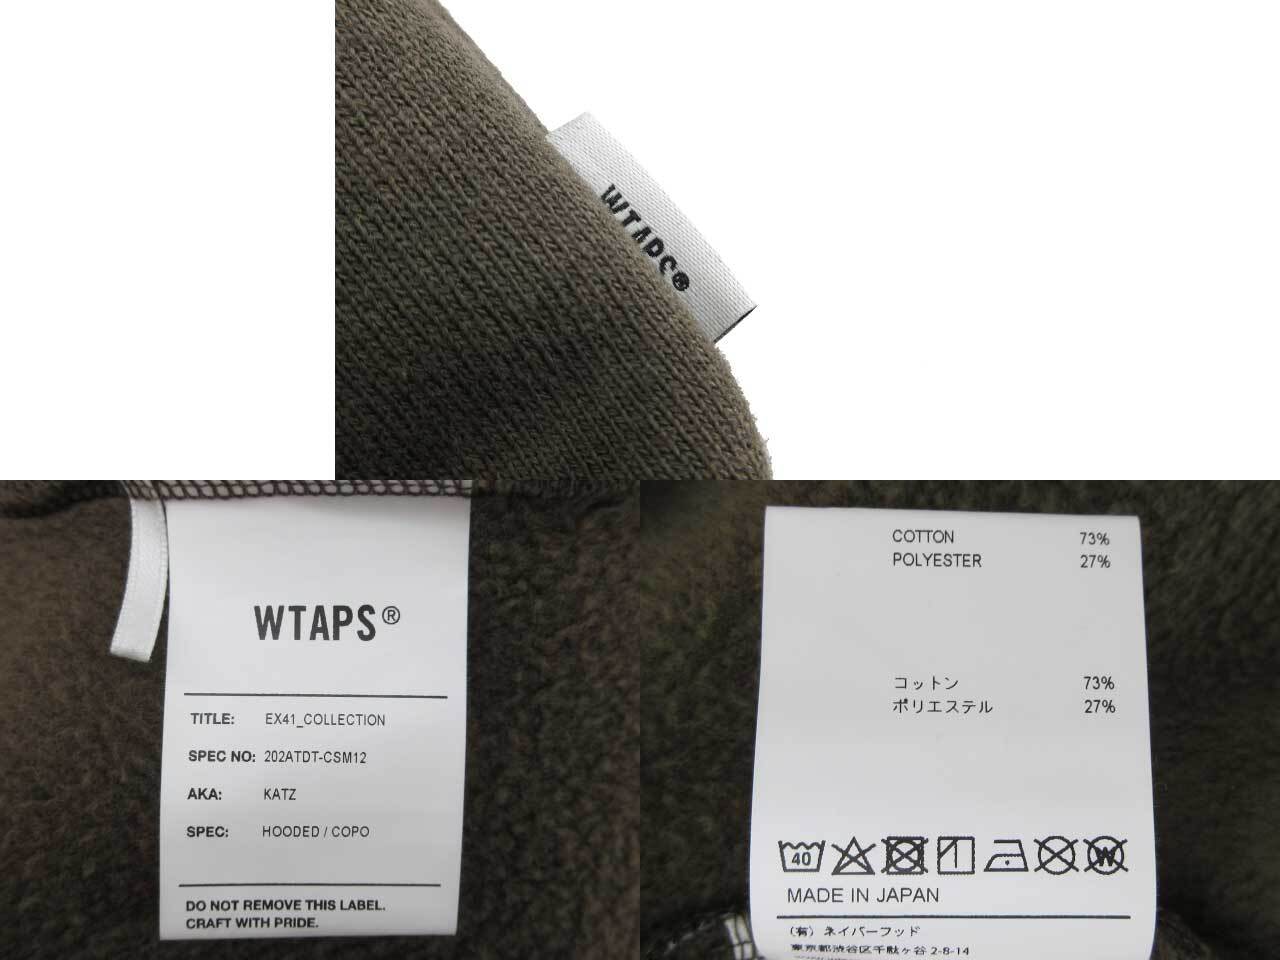 WTAPS®
WTAPS®
TITLE: EX41_COLLECTION
SPEC NO: 202ATDT-CSM12
AKA: KATZ
SPEC: HOODED / COPO
DO NOT REMOVE THIS LABEL.
CRAFT WITH PRIDE.
COTTON 73%
POLYESTER 27%
コットン 73%
ポリエステル 27%
40
W
MADE IN JAPAN
(有) ネイバーフッド
東京都渋谷区千駄ヶ谷 2-8-14